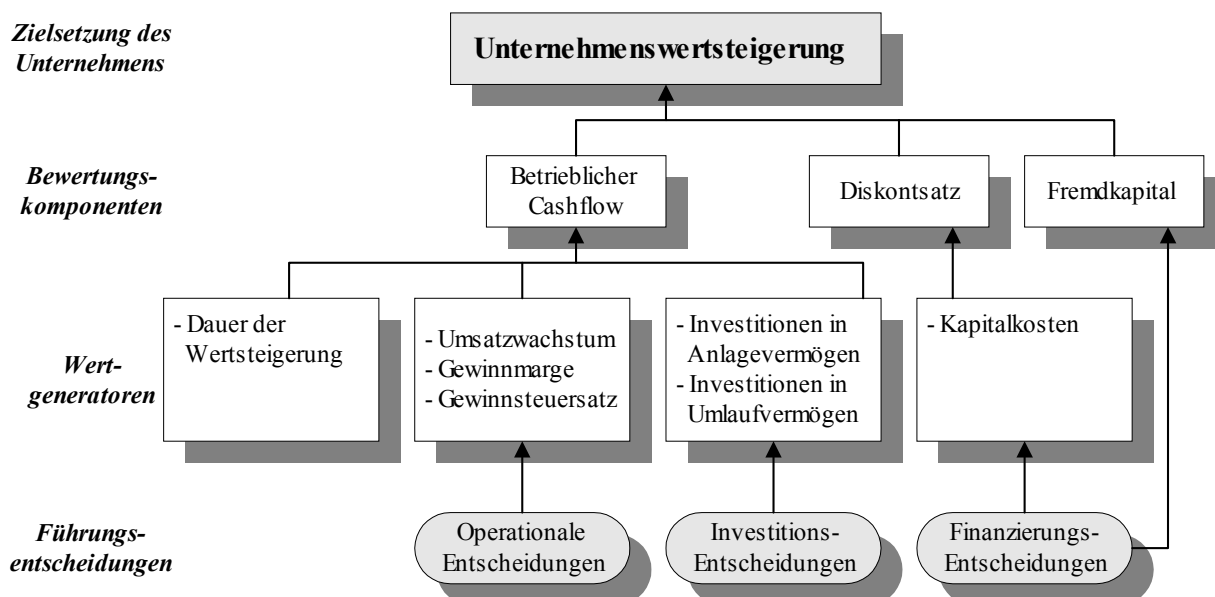 Zielsetzung des
Unternehmens
Unternehmenswertsteigerung
Bewertungs-
komponenten
Betrieblicher
Cashflow
Diskontsatz
Fremdkapital
Wert-
generatoren
- Dauer der
Wertsteigerung
- Umsatzwachstum
- Gewinnmarge
- Gewinnsteuersatz
- Investitionen in
Anlagevermögen
- Investitionen in
Umlaufvermögen
- Kapitalkosten
Führungs-
entscheidungen
Operationale
Entscheidungen
Investitions-
Entscheidungen
Finanzierungs-
Entscheidungen